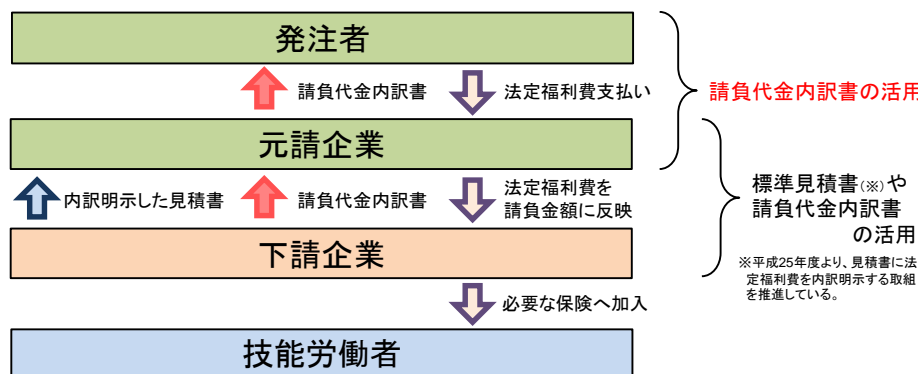 発注者
請負代金内訳書
法定福利費支払い
請負代金内訳書の活用
元請企業
内訳明示した見積書
請負代金内訳書
法定福利費を
請負金額に反映
標準見積書(※)や
請負代金内訳書
の活用
※平成25年度より、見積書に法
定福利費を内訳明示する取組
を推進している。
下請企業
必要な保険へ加入
技能労働者